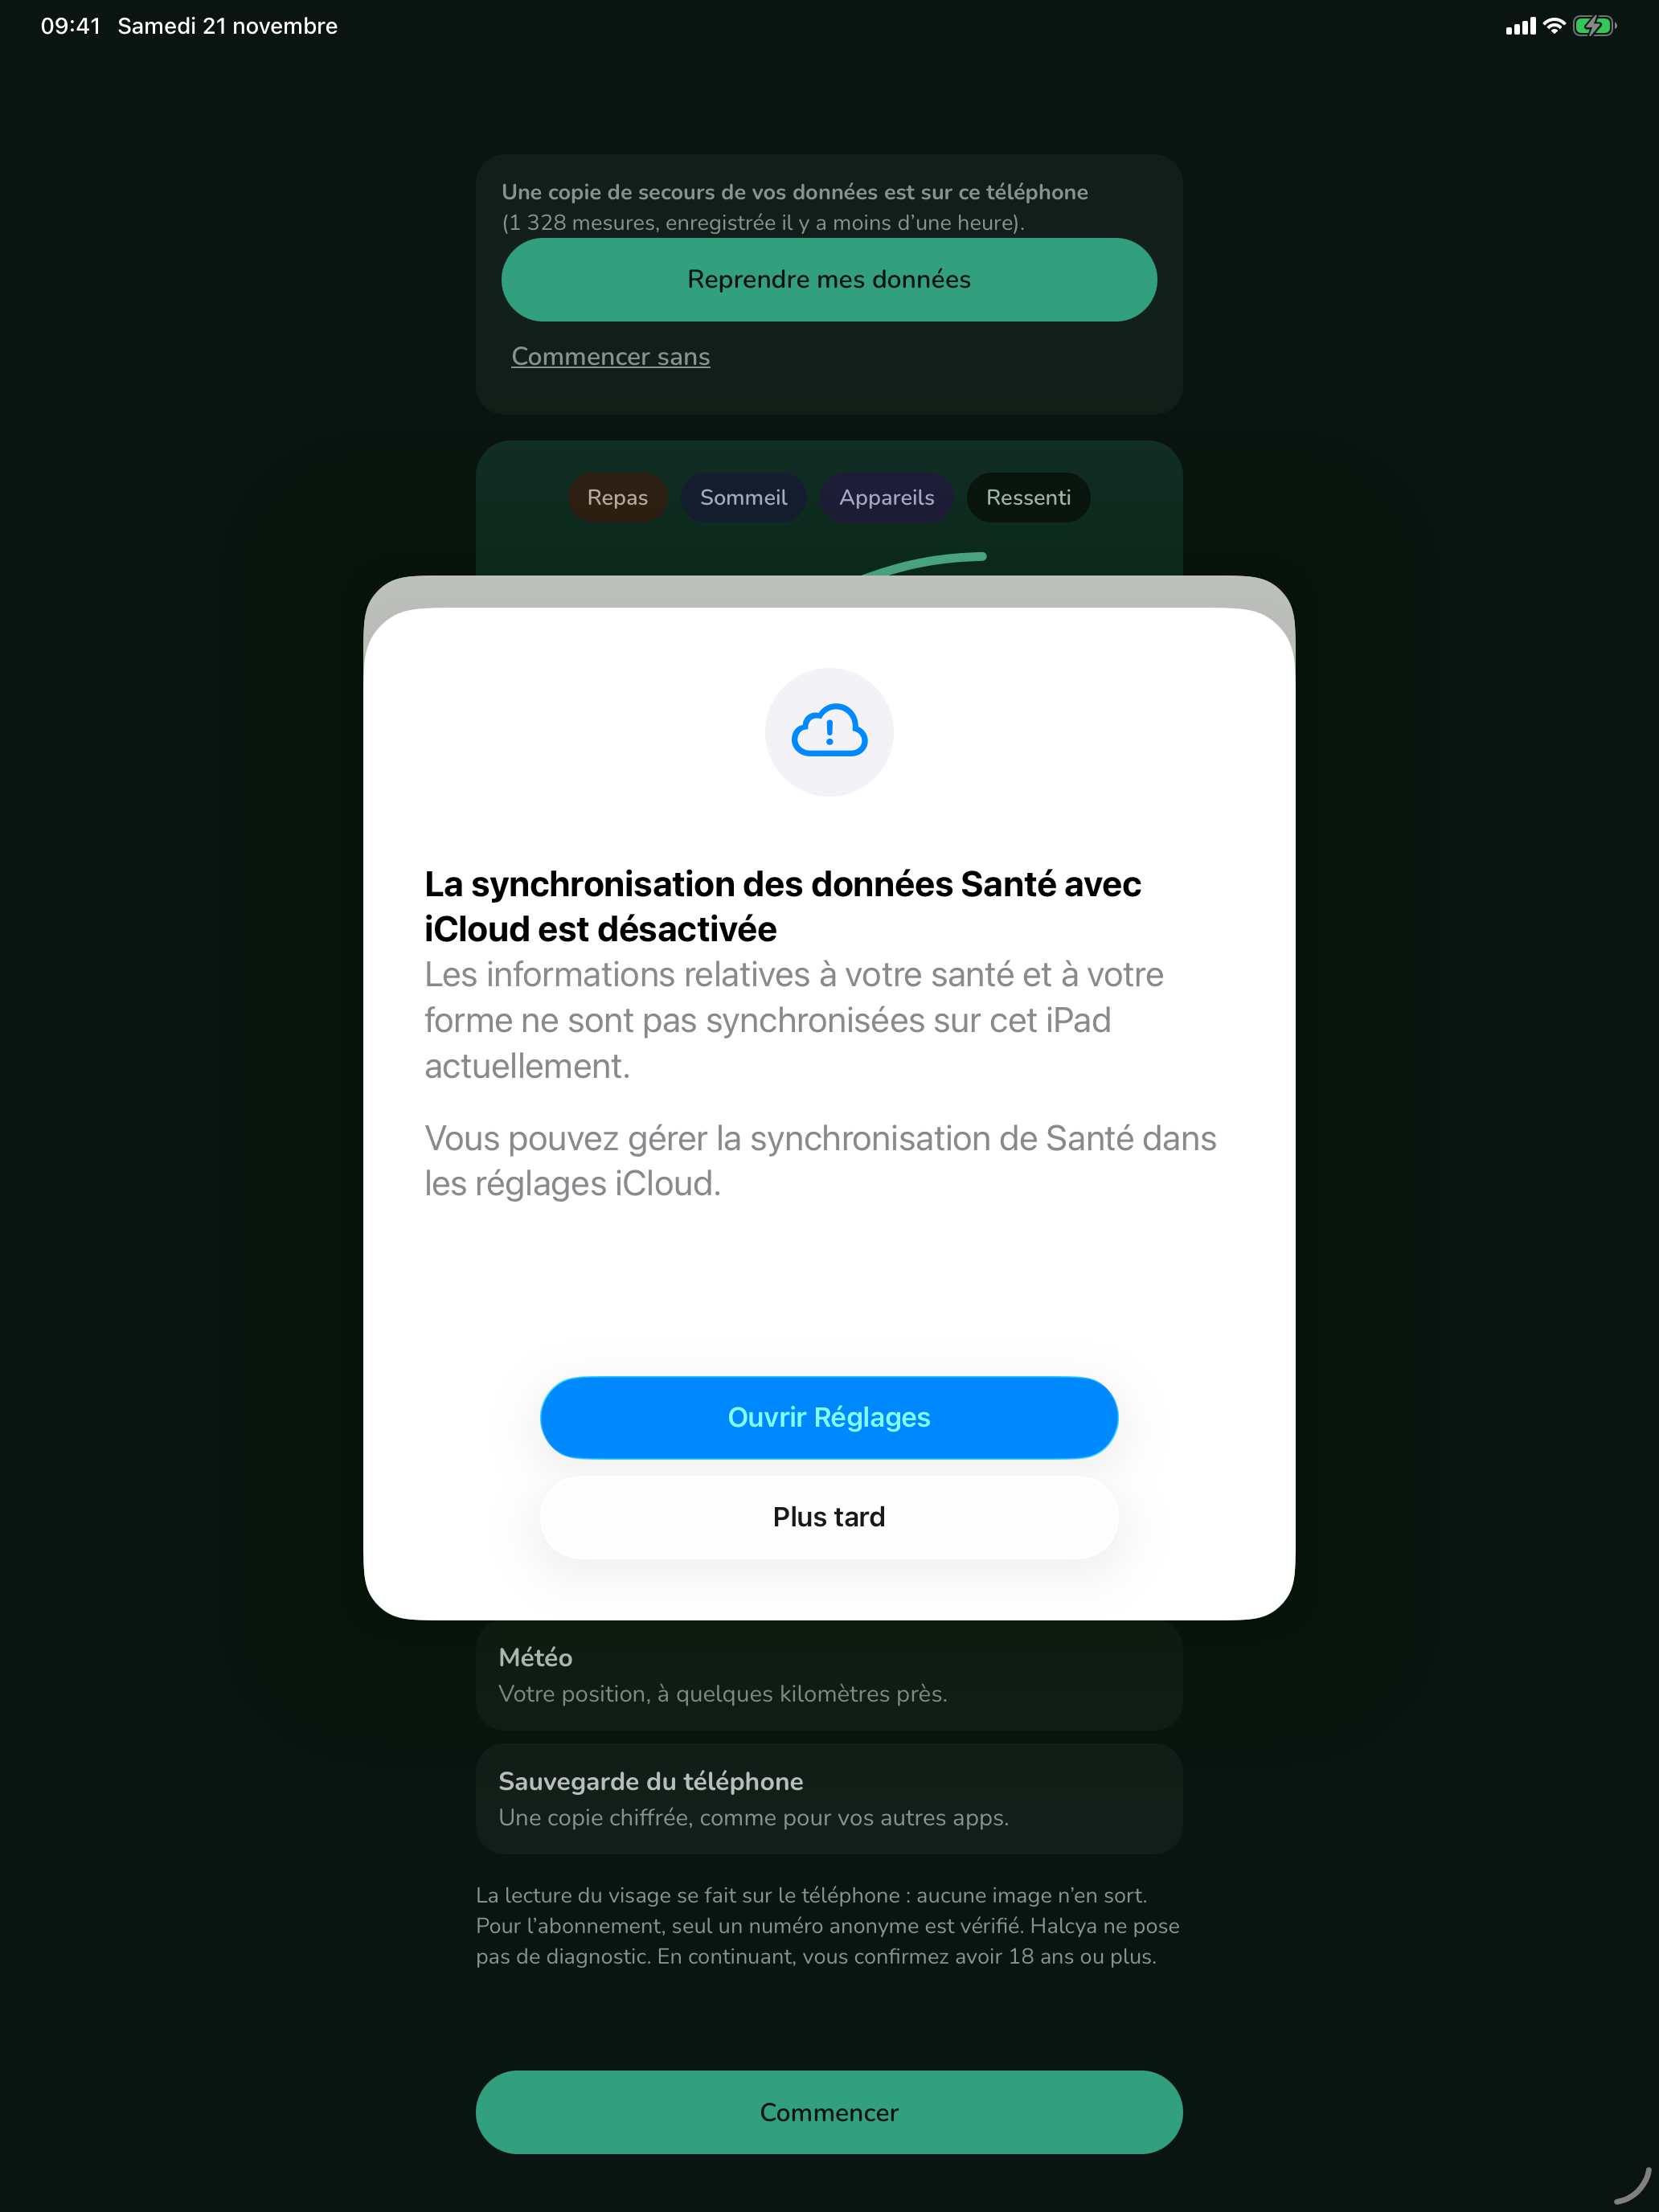 09:41 Samedi 21 novembre
Une copie de secours de vos données est sur ce téléphone
(1 328 mesures, enregistrée il y a moins d’une heure).
Reprendre mes données
Commencer sans
Repas Sommeil Appareils Ressenti
La synchronisation des données Santé avec
iCloud est désactivée
Les informations relatives à votre santé et à votre
forme ne sont pas synchronisées sur cet iPad
actuellement.
Vous pouvez gérer la synchronisation de Santé dans
les réglages iCloud.
Ouvrir Réglages
Plus tard
Météo
Votre position, à quelques kilomètres près.
Sauvegarde du téléphone
Une copie chiffrée, comme pour vos autres apps.
La lecture du visage se fait sur le téléphone : aucune image n’en sort.
Pour l’abonnement, seul un numéro anonyme est vérifié. Halcya ne pose
pas de diagnostic. En continuant, vous confirmez avoir 18 ans ou plus.
Commencer